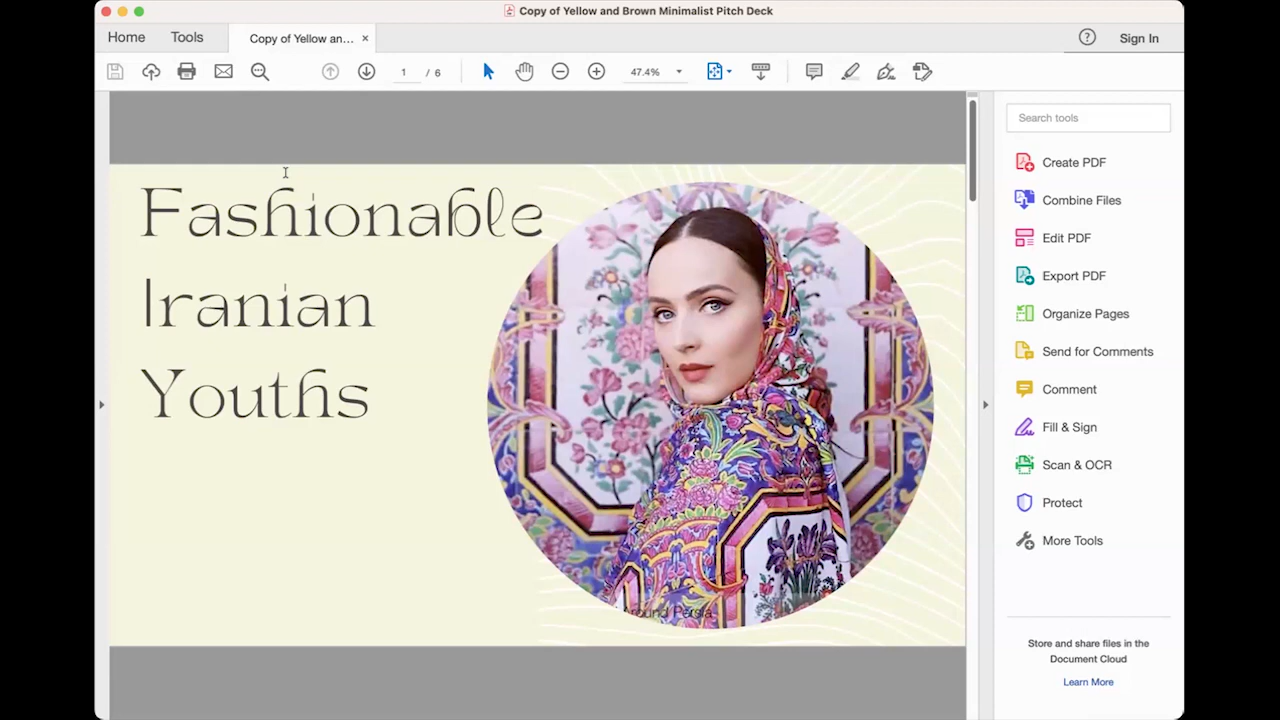 Copy of Yellow and Brown Minimalist Pitch Deck
Home
Tools
Copy of Yellow an...
Sign In
1
/ 6
47.4%
Search tools
Fashionable
Iranian
Youths
Around Persia
Create PDF
Combine Files
Edit PDF
Export PDF
Organize Pages
Send for Comments
Comment
Fill & Sign
Scan & OCR
Protect
More Tools
Store and share files in the
Document Cloud
Learn More